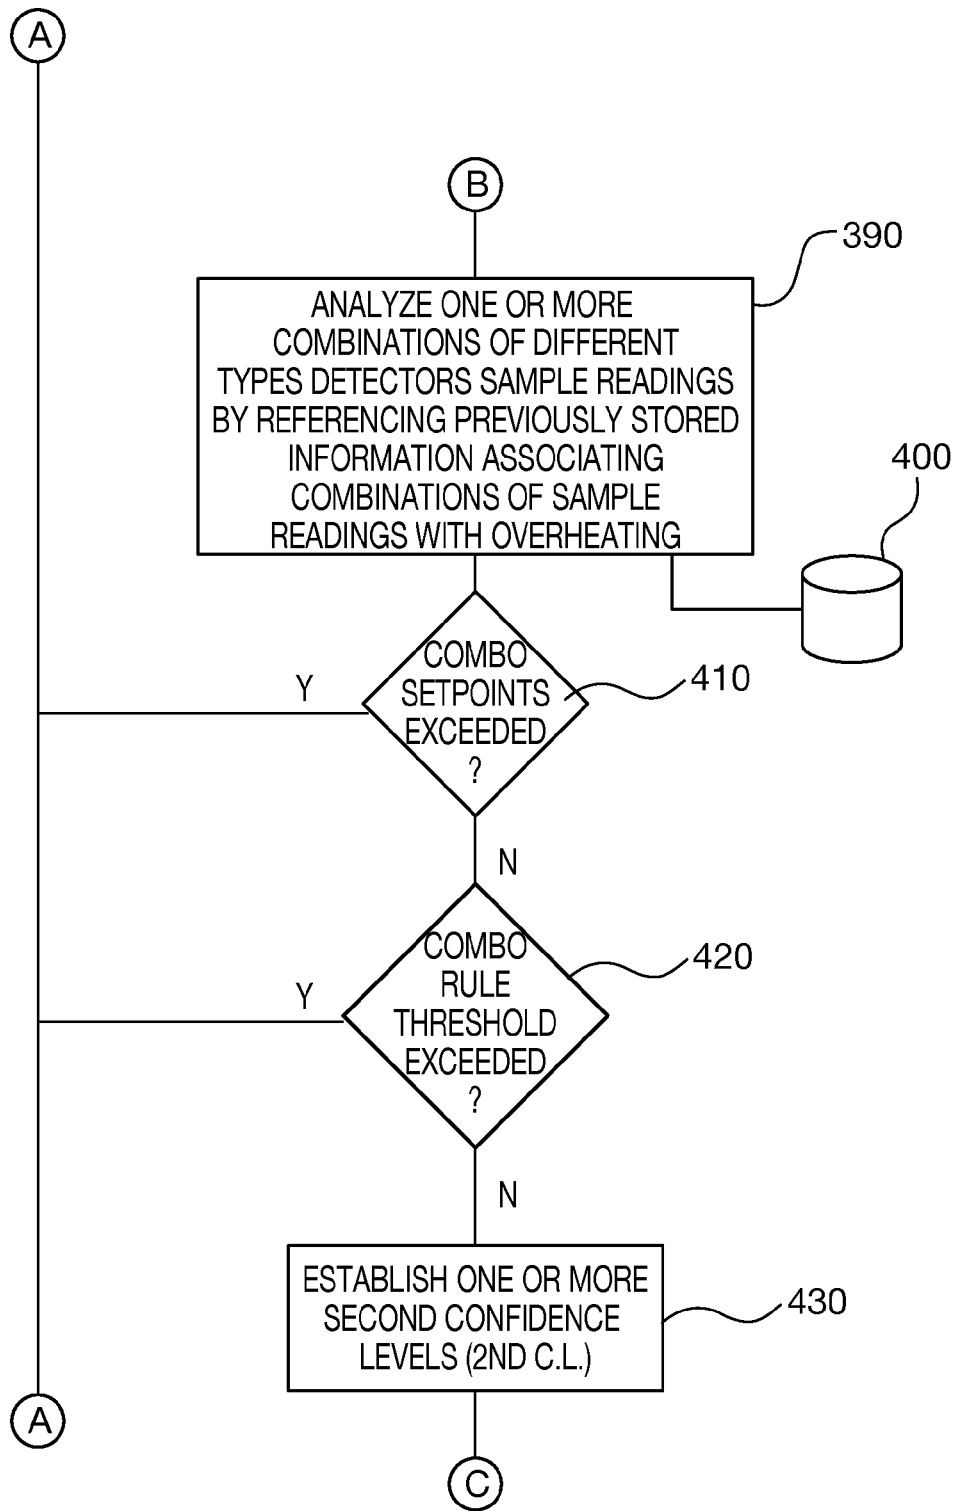 A
B
390
ANALYZE ONE OR MORE
COMBINATIONS OF DIFFERENT
TYPES DETECTORS SAMPLE READINGS
BY REFERENCING PREVIOUSLY STORED
INFORMATION ASSOCIATING
COMBINATIONS OF SAMPLE
READINGS WITH OVERHEATING
400
COMBO
SETPOINTS
EXCEEDED
?
410
Y
N
COMBO
RULE
THRESHOLD
EXCEEDED
?
420
Y
N
ESTABLISH ONE OR MORE
SECOND CONFIDENCE
LEVELS (2ND C.L.)
430
A
C